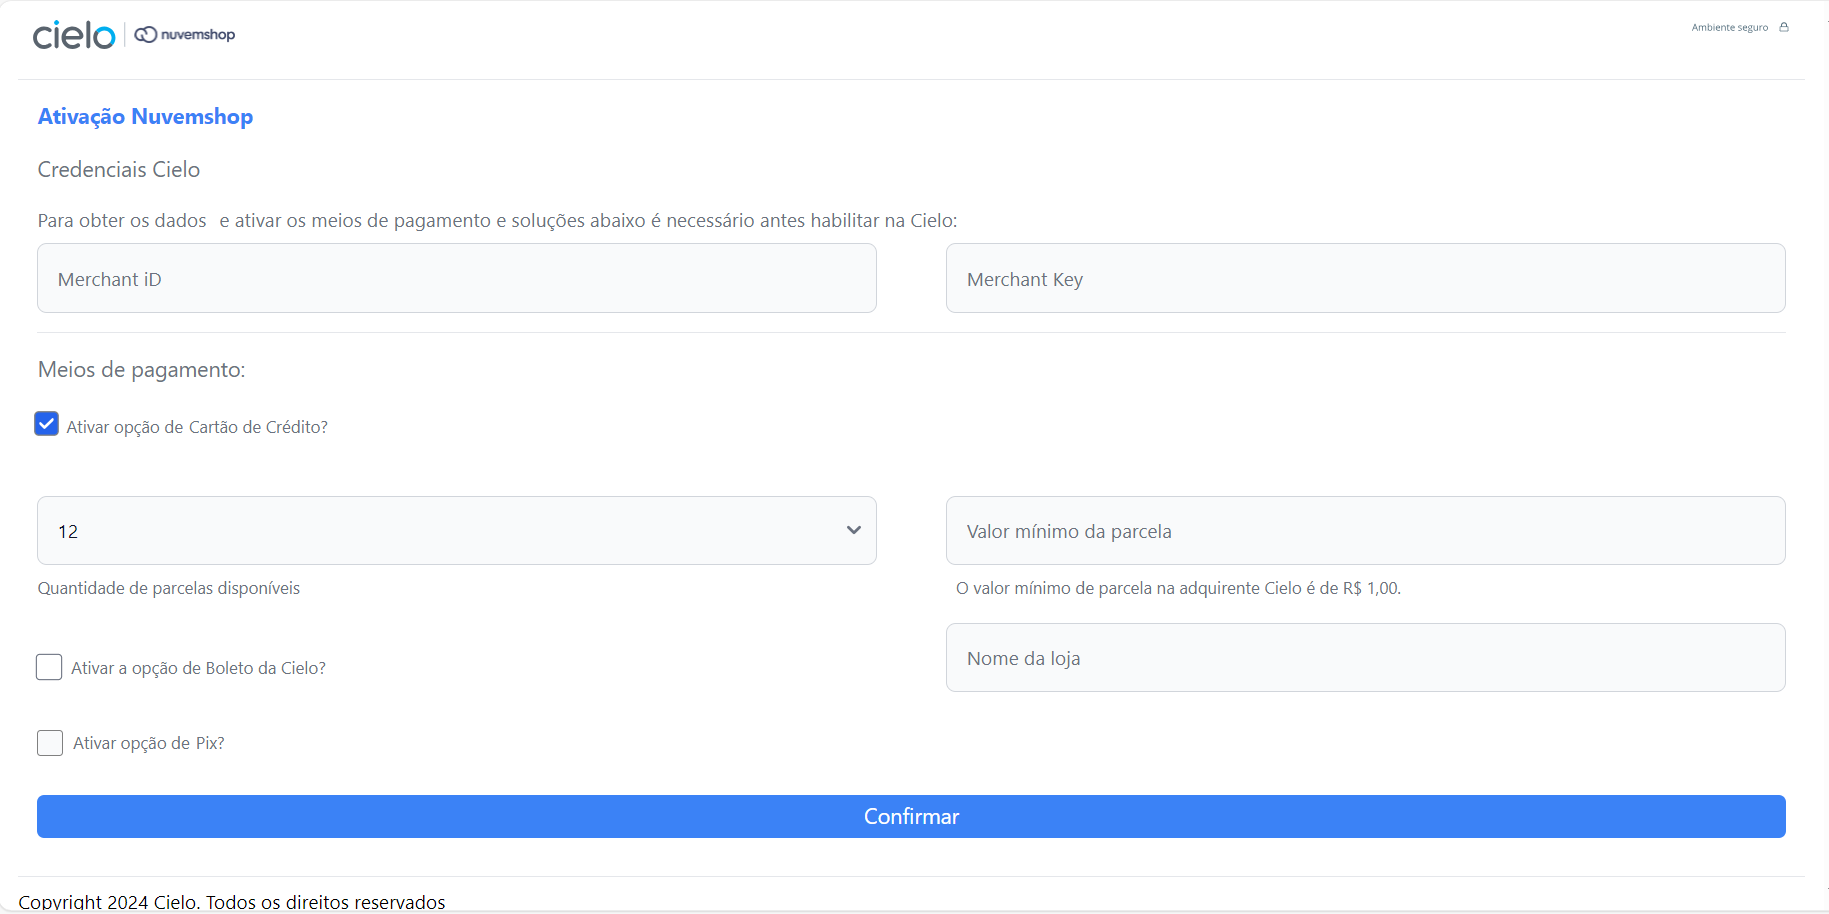 cielo nuvemshop
Ambiente seguro
Ativação Nuvemshop
Credenciais Cielo
Para obter os dados e ativar os meios de pagamento e soluções abaixo é necessário antes habilitar na Cielo:
Merchant iD
Merchant Key
Meios de pagamento:
Ativar opção de Cartão de Crédito?
12
Valor mínimo da parcela
Quantidade de parcelas disponíveis
O valor mínimo de parcela na adquirente Cielo é de R$ 1,00.
Nome da loja
Ativar a opção de Boleto da Cielo?
Ativar opção de Pix?
Confirmar
Copyright 2024 Cielo. Todos os direitos reservados